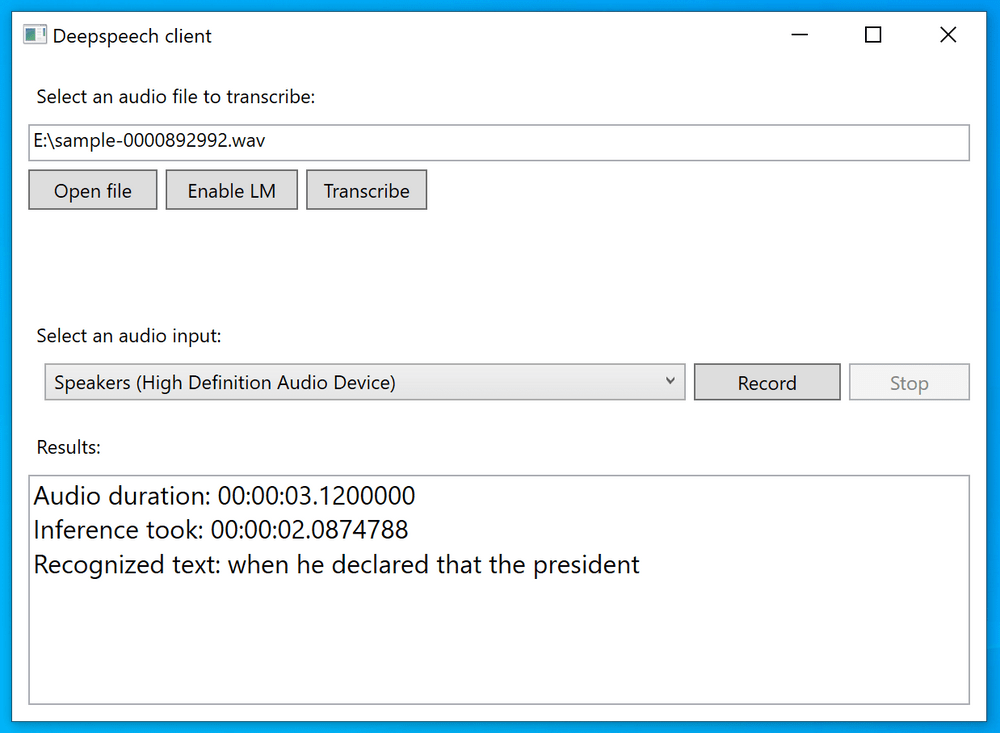 Deepspeech client
Select an audio file to transcribe:
E:\sample-0000892992.wav
Open file Enable LM Transcribe
Select an audio input:
Speakers (High Definition Audio Device) Record Stop
Results:
Audio duration: 00:00:03.1200000
Inference took: 00:00:02.0874788
Recognized text: when he declared that the president